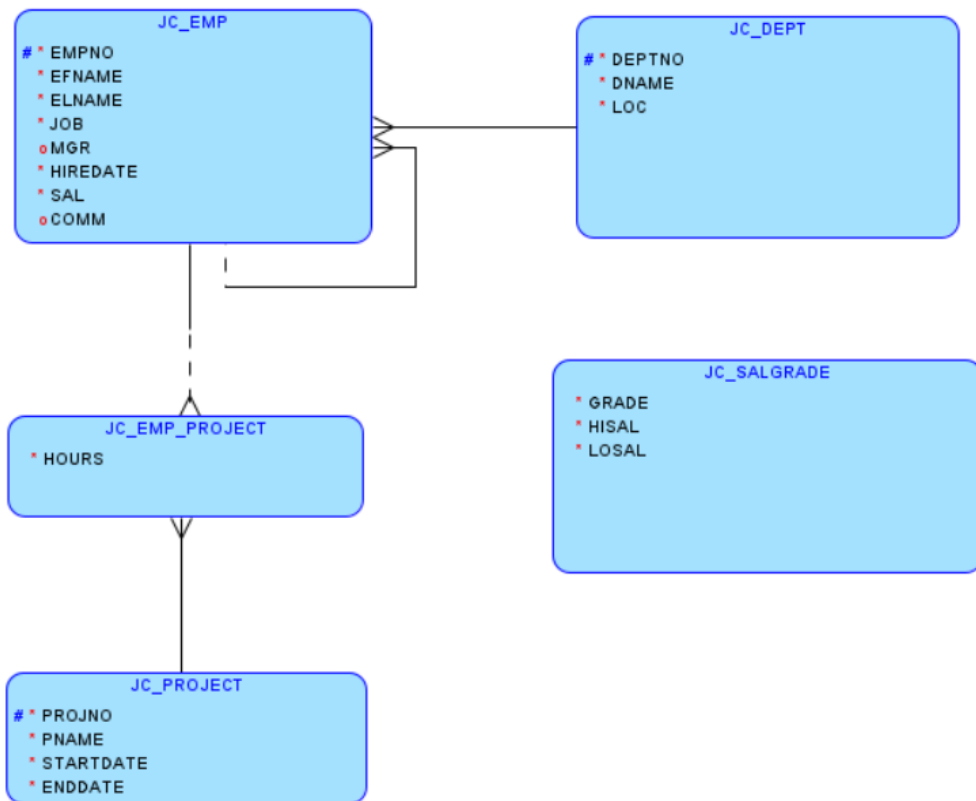 JC_EMP
# * EMPNO
* EFNAME
* ELNAME
* JOB
o MGR
* HIREDATE
* SAL
o COMM
JC_DEPT
# * DEPTNO
* DNAME
* LOC
JC_EMP_PROJECT
* HOURS
JC_SALGRADE
* GRADE
* HISAL
* LOSAL
JC_PROJECT
# * PROJNO
* PNAME
* STARTDATE
* ENDDATE